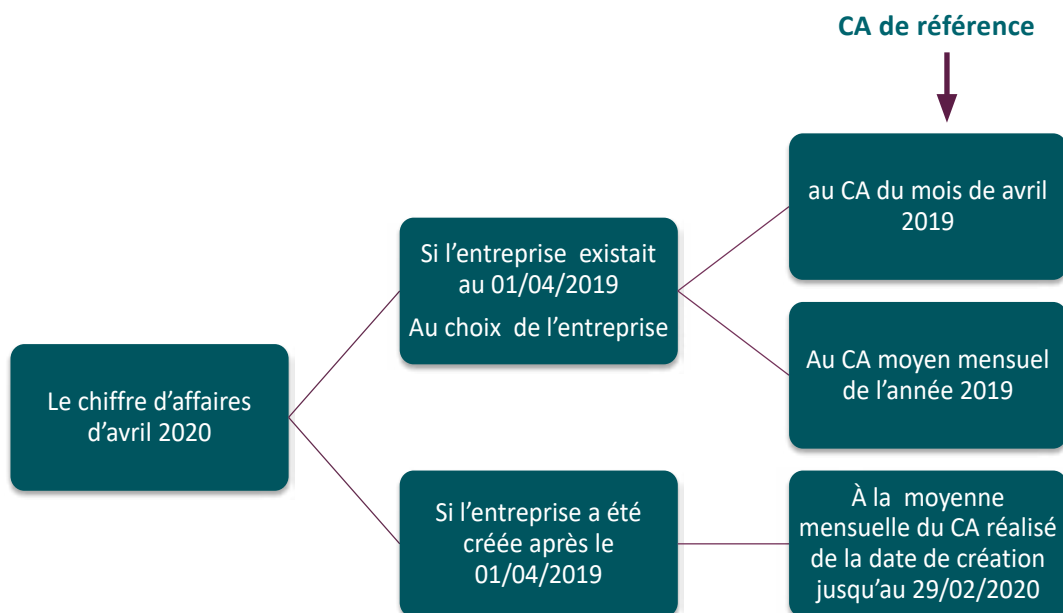 CA de référence
au CA du mois de avril
2019
Si l'entreprise existait
au 01/04/2019
Au choix de l'entreprise
Au CA moyen mensuel
de l'année 2019
Le chiffre d'affaires
d'avril 2020
Si l'entreprise a été
créée après le
01/04/2019
À la moyenne
mensuelle du CA réalisé
de la date de création
jusqu'au 29/02/2020